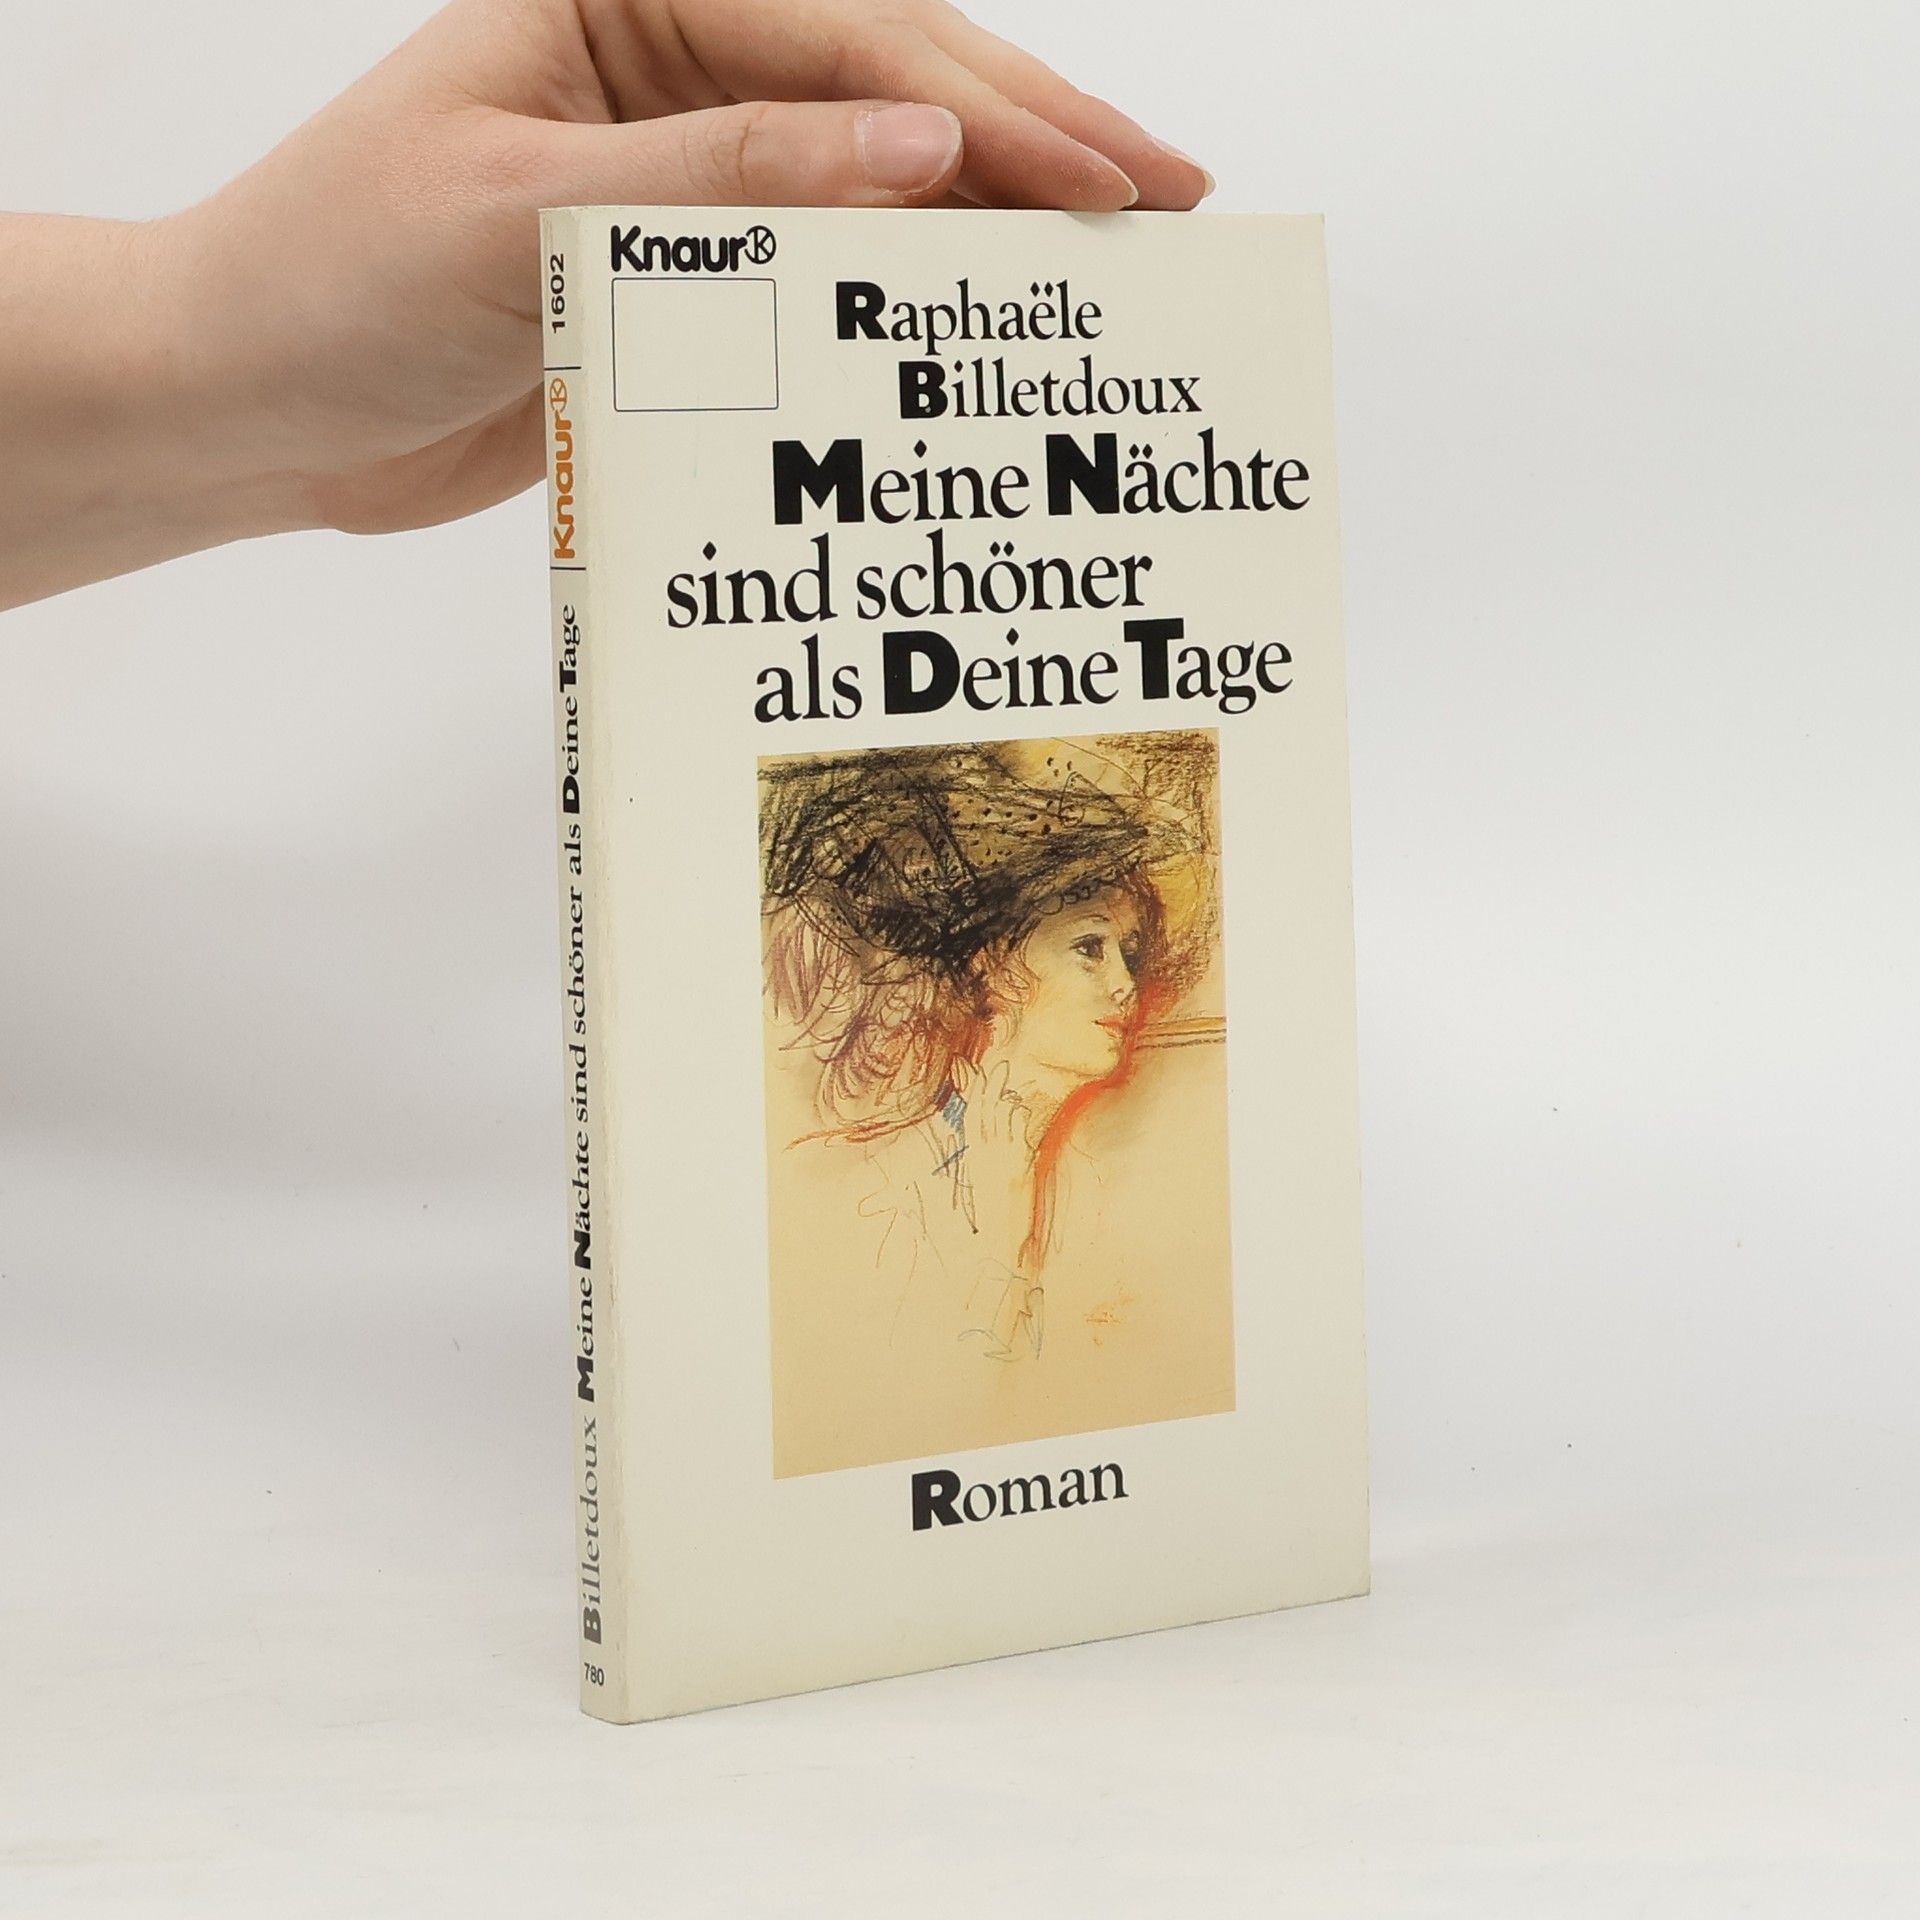 Knaur
Raphaële
Billetdoux
Meine Nächte
sind schöner
als Deine Tage
Roman
1602
Knaur
Billetdoux Meine Nächte sind schöner als Deine Tage
780